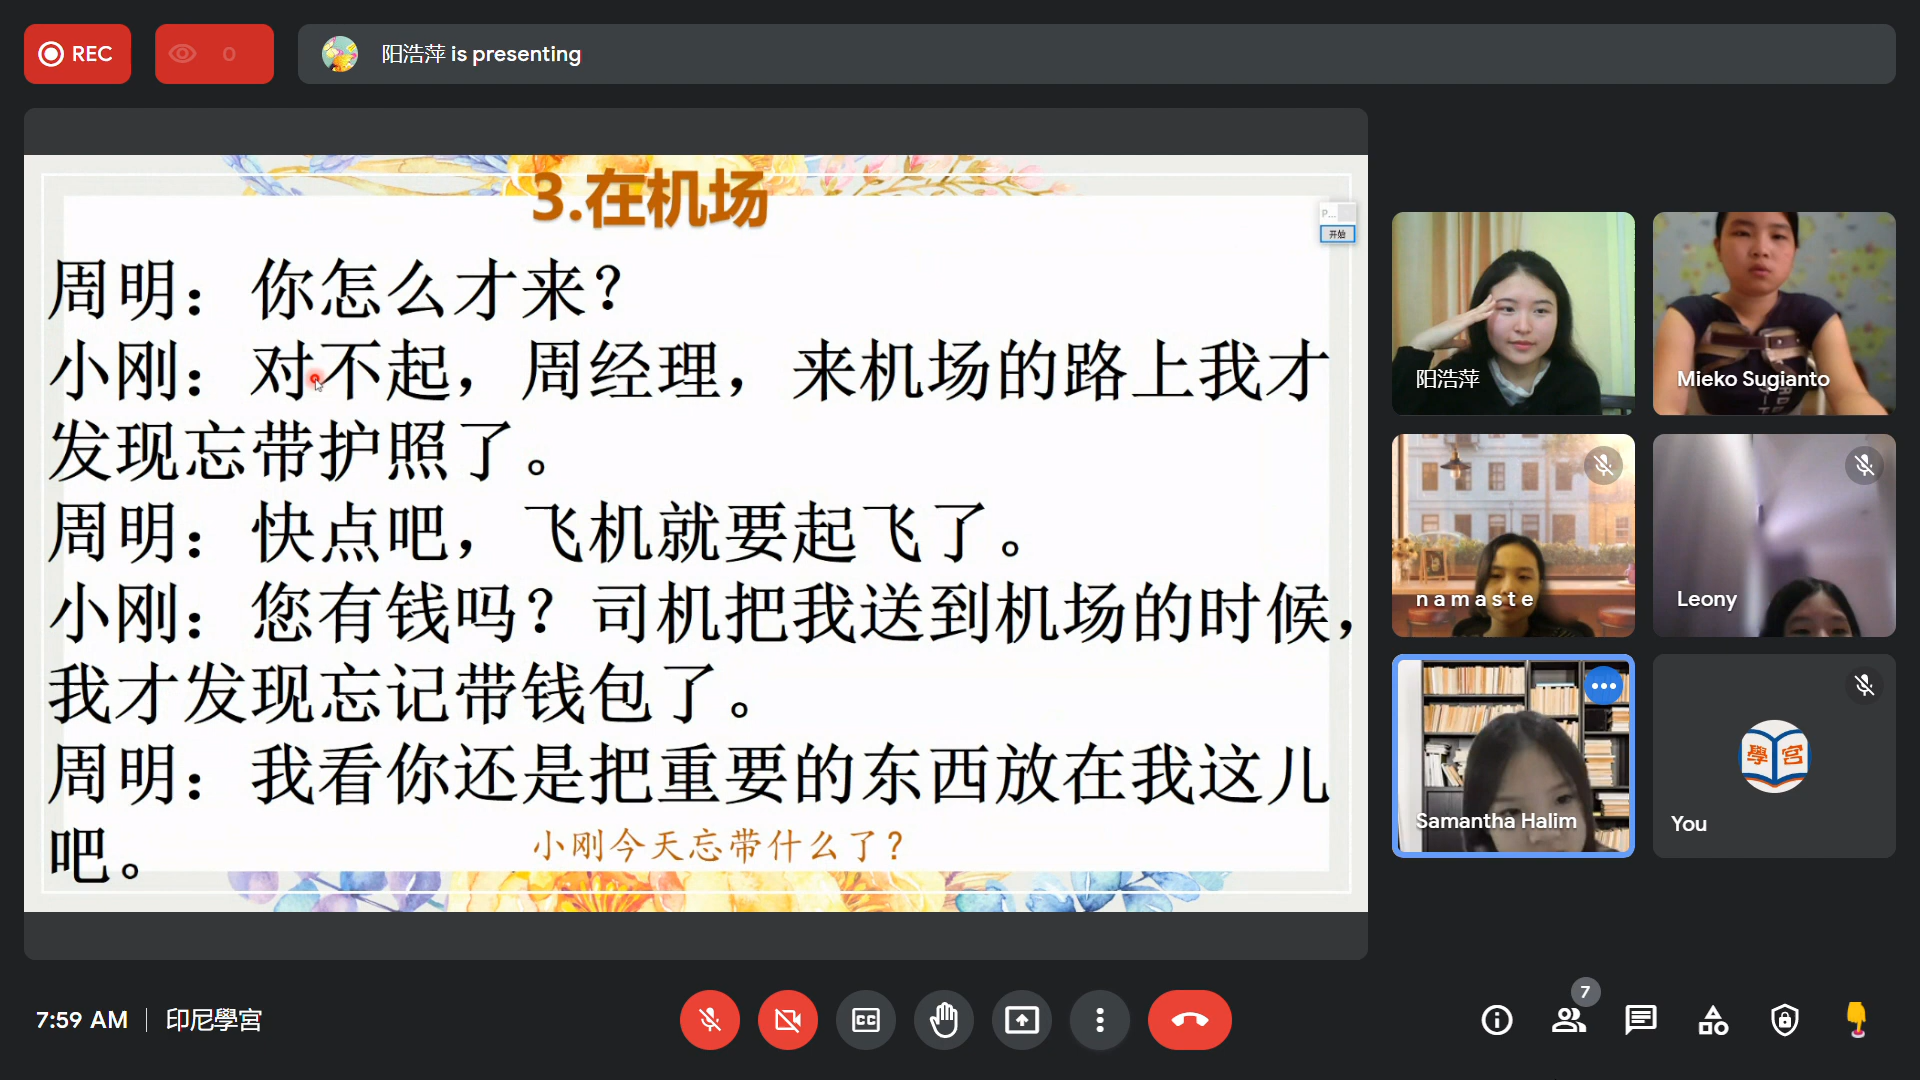 REC
0
阳浩萍 is presenting
3.在机场
P...
开始
周明：你怎么才来？
小刚：对不起，周经理，来机场的路上我才
发现忘带护照了。
周明：快点吧，飞机就要起飞了。
小刚：您有钱吗？司机把我送到机场的时候，
我才发现忘记带钱包了。
周明：我看你还是把重要的东西放在我这儿
吧。
小刚今天忘带什么了？
阳浩萍
Mieko Sugianto
namaste
Leony
Samantha Halim
學宮
You
7:59 AM
印尼學宮
CC
7